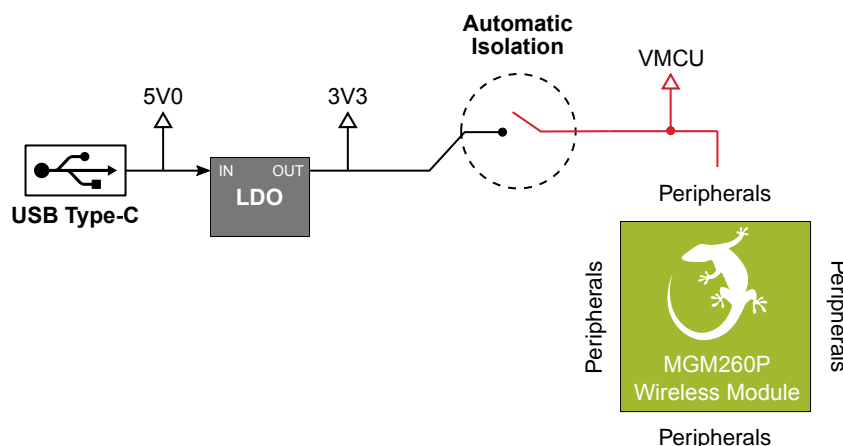 Automatic
Isolation
VMCU
5V0
3V3
IN
OUT
LDO
USB Type-C
Peripherals
Peripherals
Peripherals
MGM260P
Wireless Module
Peripherals